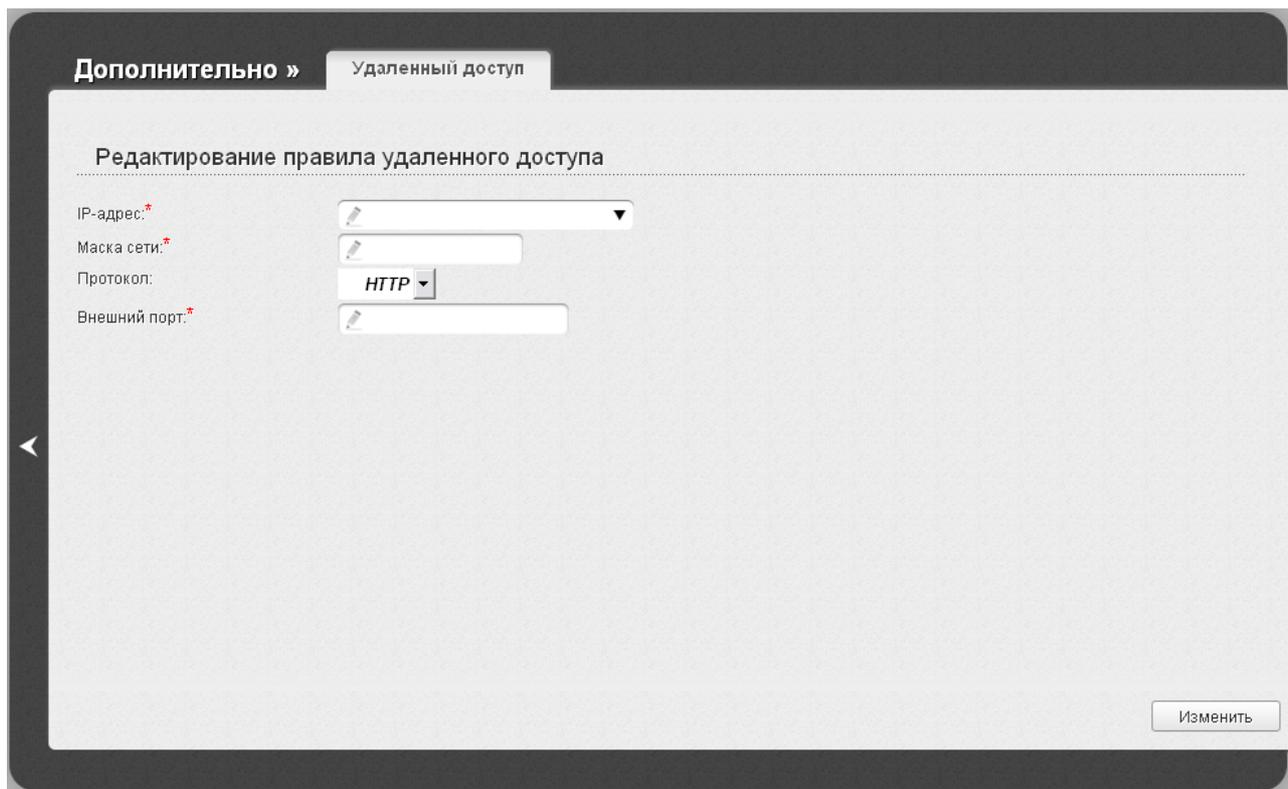 Дополнительно »
Удаленный доступ
Редактирование правила удаленного доступа
IP-адрес:*
Маска сети:*
Протокол:
HTTP
Внешний порт:*
Изменить